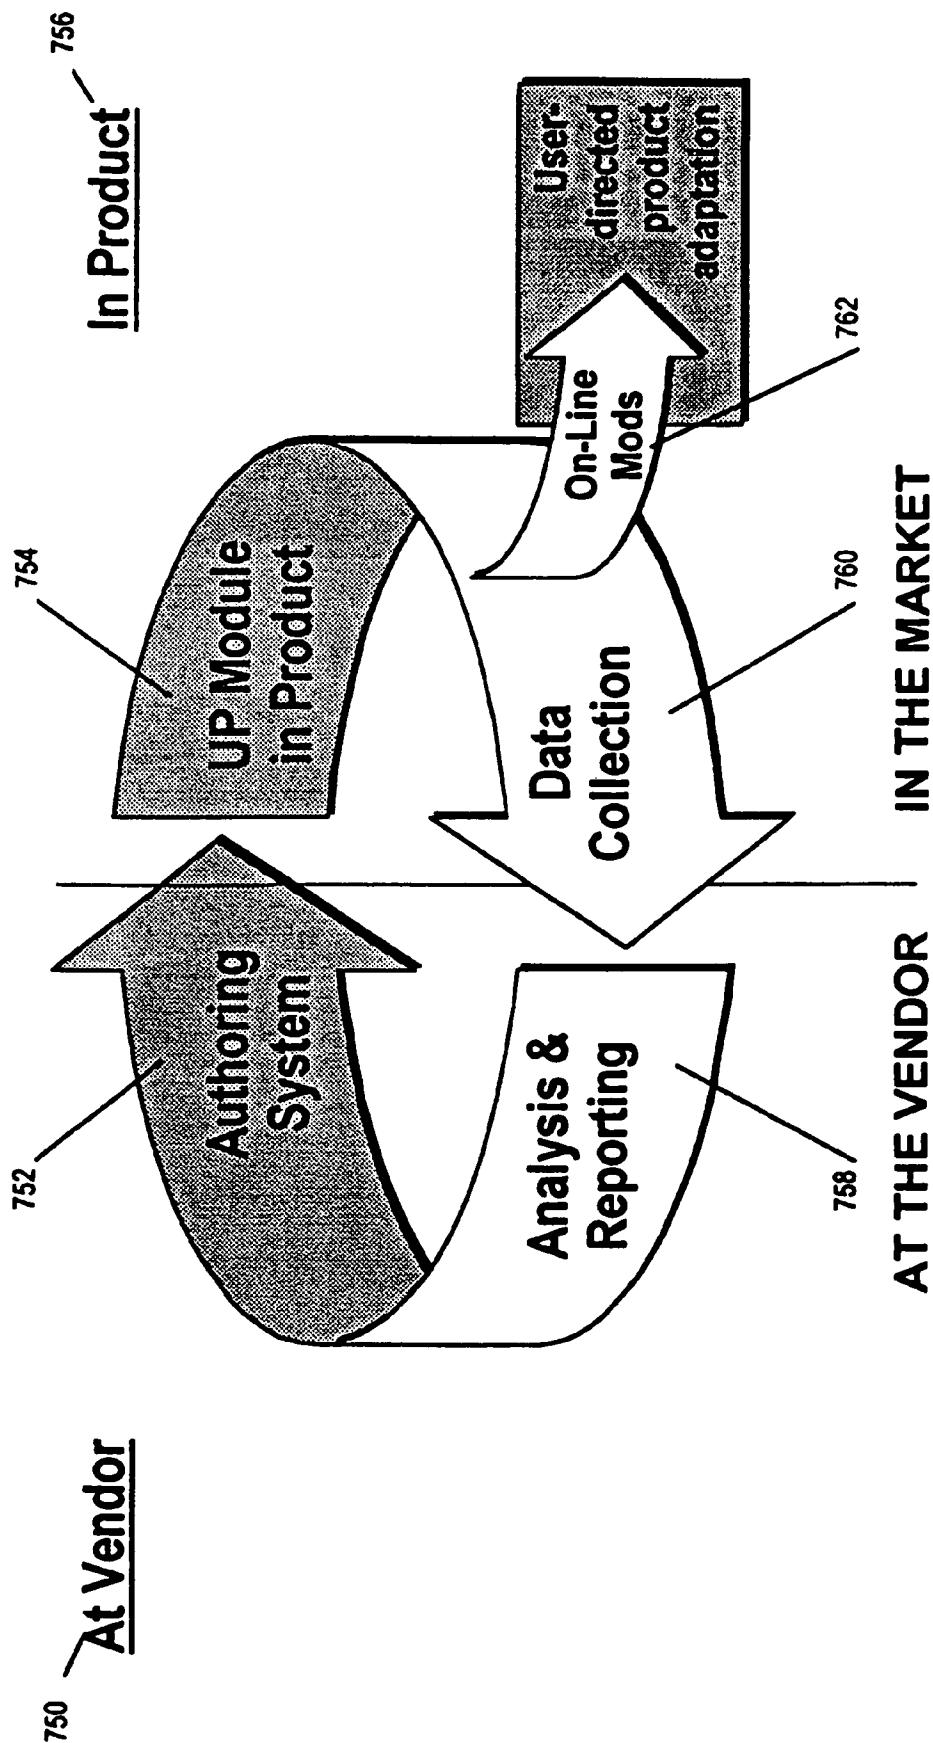 750
At Vendor
In Product
756
752
754
Authoring
System
UP Module
in Product
Analysis &
Reporting
Data
Collection
On-Line
Mods
User-
directed
product
adaptation
758
760
762
AT THE VENDOR
IN THE MARKET